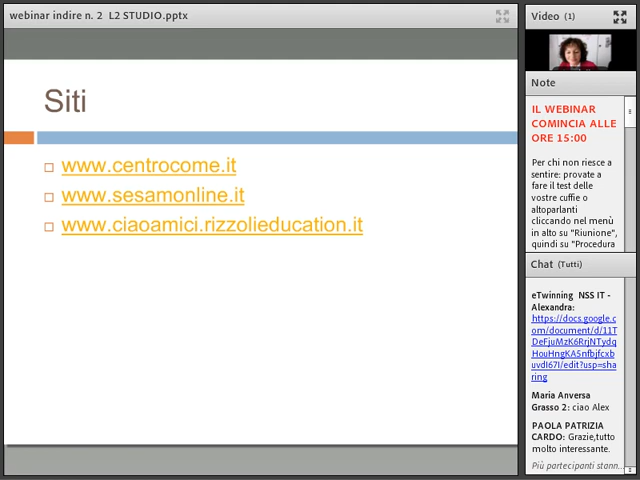 webinar indire n. 2 L2 STUDIO.pptx
Siti
www.centrocome.it
www.sesamonline.it
www.ciaoamici.rizzolieducation.it
Video (1)
Note
IL WEBINAR
COMINCIA ALLE
ORE 15:00
Per chi non riesce a
sentire: provate a
fare il test delle
vostre cuffie o
altoparlanti
cliccando nel menù
in alto su "Riunione",
quindi su "Procedura
Chat (Tutti)
eTwinning NSS IT -
Alexandra:
https://docs.google.c
om/document/d/11T
DeFjuMzK6RrjNTydq
HouHngKA5nfbjfcxb
uvdI67I/edit?usp=sha
ring
Maria Anversa
Grasso 2: ciao Alex
PAOLA PATRIZIA
CARDO: Grazie,tutto
molto interessante.
Più partecipanti stann...